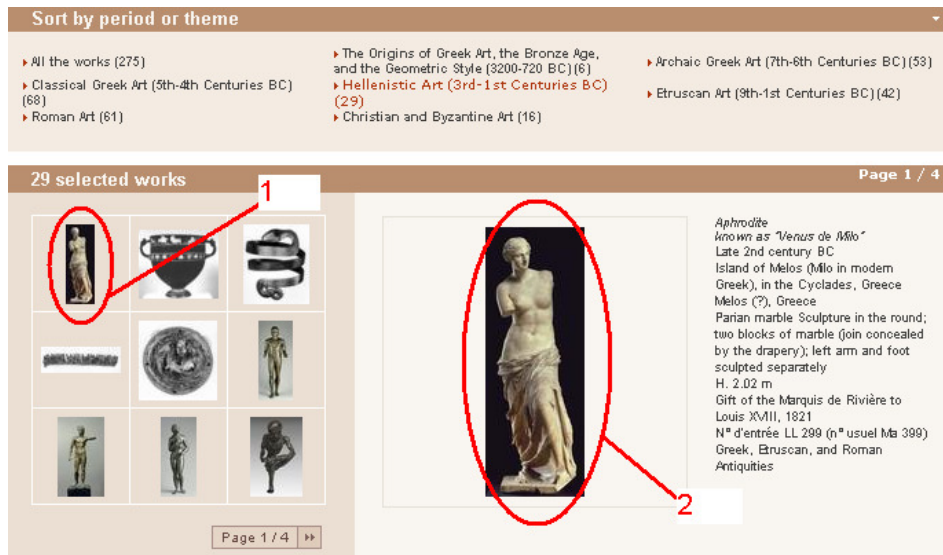 Sort by period or theme
All the works (275)
Classical Greek Art (5th-4th Centuries BC)
(68)
Roman Art (61)
The Origins of Greek Art, the Bronze Age,
and the Geometric Style (3200-720 BC) (6)
Hellenistic Art (3rd-1st Centuries BC)
(29)
Christian and Byzantine Art (16)
Archaic Greek Art (7th-6th Centuries BC) (53)
Etruscan Art (9th-1st Centuries BC) (42)
29 selected works
Page 1 / 4
1
Page 1 / 4
2
Aphrodite
known as "Venus de Milo"
Late 2nd century BC
Island of Melos (Milo in modern
Greek), in the Cyclades, Greece
Melos (?), Greece
Parian marble Sculpture in the round;
two blocks of marble (join concealed
by the drapery); left arm and foot
sculpted separately
H. 2.02 m
Gift of the Marquis de Rivière to
Louis XVIII, 1821
N° d'entrée LL 299 (n° usuel Ma 399)
Greek, Etruscan, and Roman
Antiquities